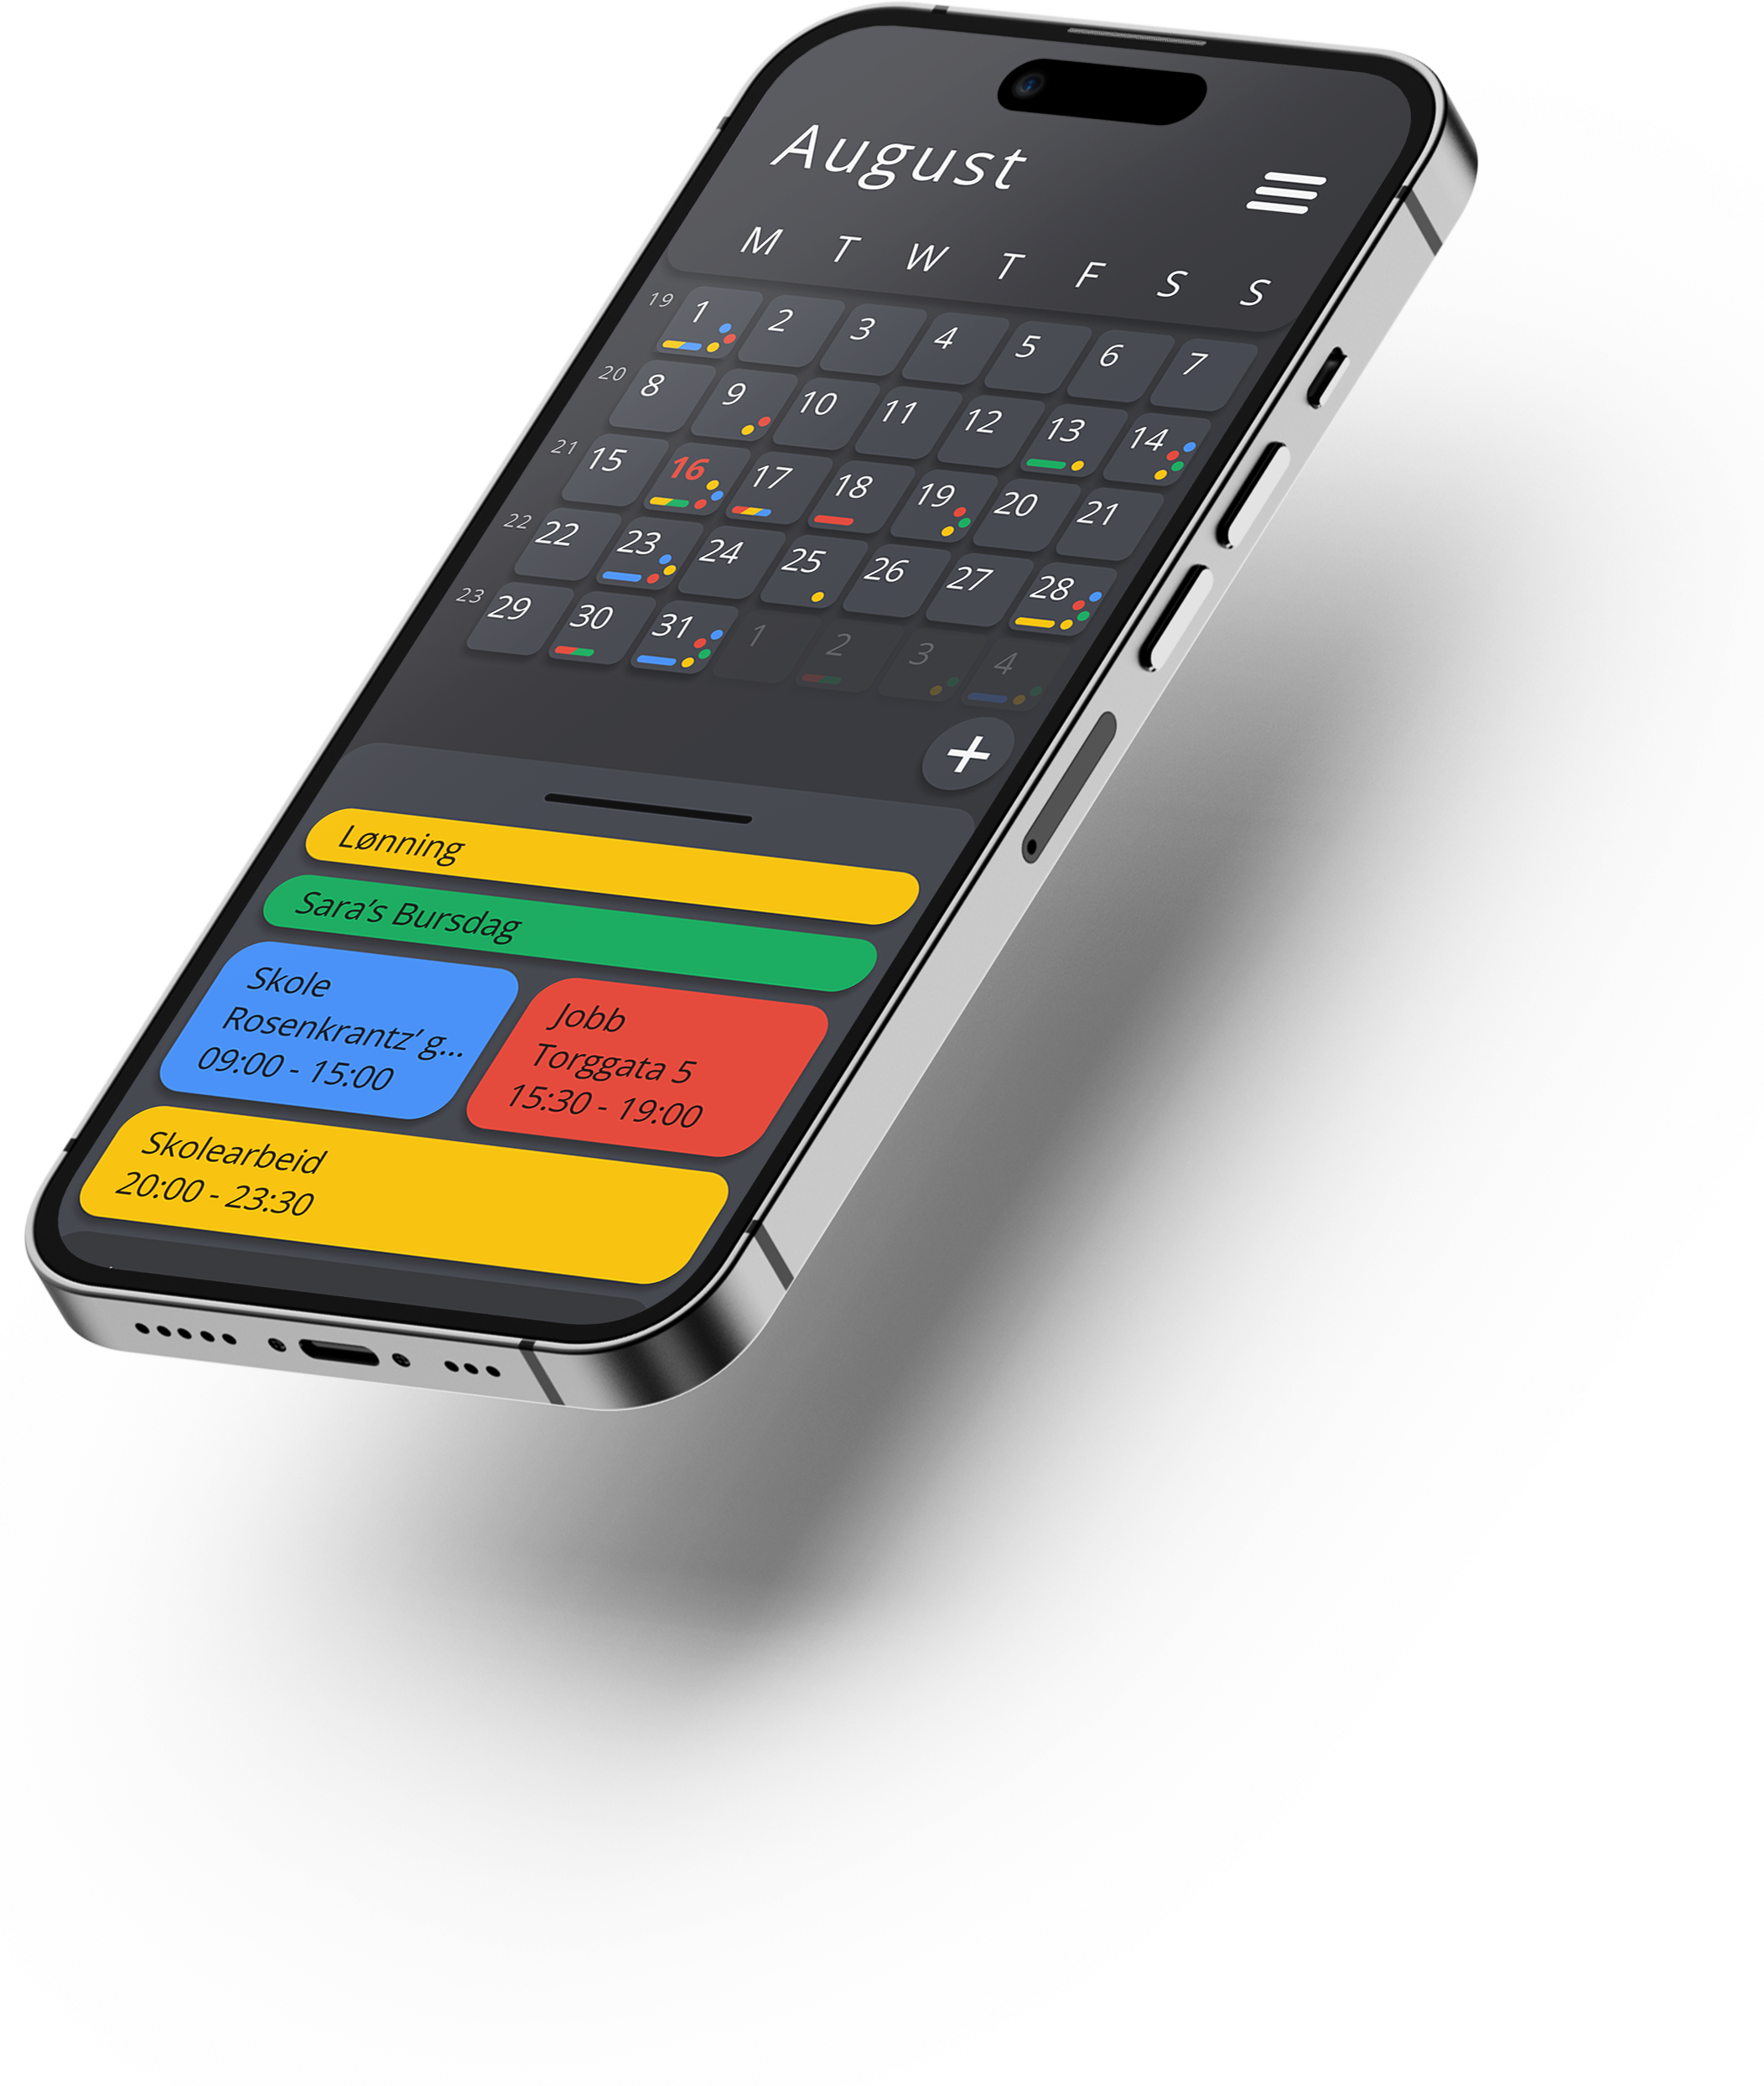 August
M T W T F S S
19 1 2 3 4 5 6 7
20 8 9 10 11 12 13 14
21 15 16 17 18 19 20 21
22 22 23 24 25 26 27 28
23 29 30 31 1 2 3 4
+
Lønning
Sara's Bursdag
Skole
Rosenkrantz' g...
09:00 - 15:00
Jobb
Torggata 5
15:30 - 19:00
Skolearbeid
20:00 - 23:30